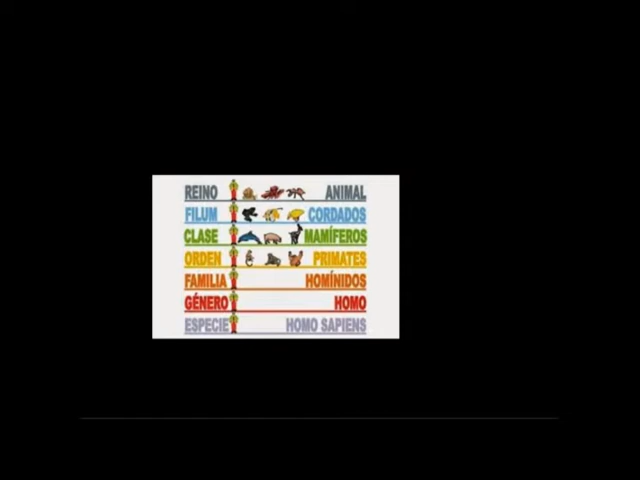 REINO ANIMAL
FILUM CORDADOS
CLASE MAMÍFEROS
ORDEN PRIMATES
FAMILIA HOMÍNIDOS
GÉNERO HOMO
ESPECIE HOMO SAPIENS